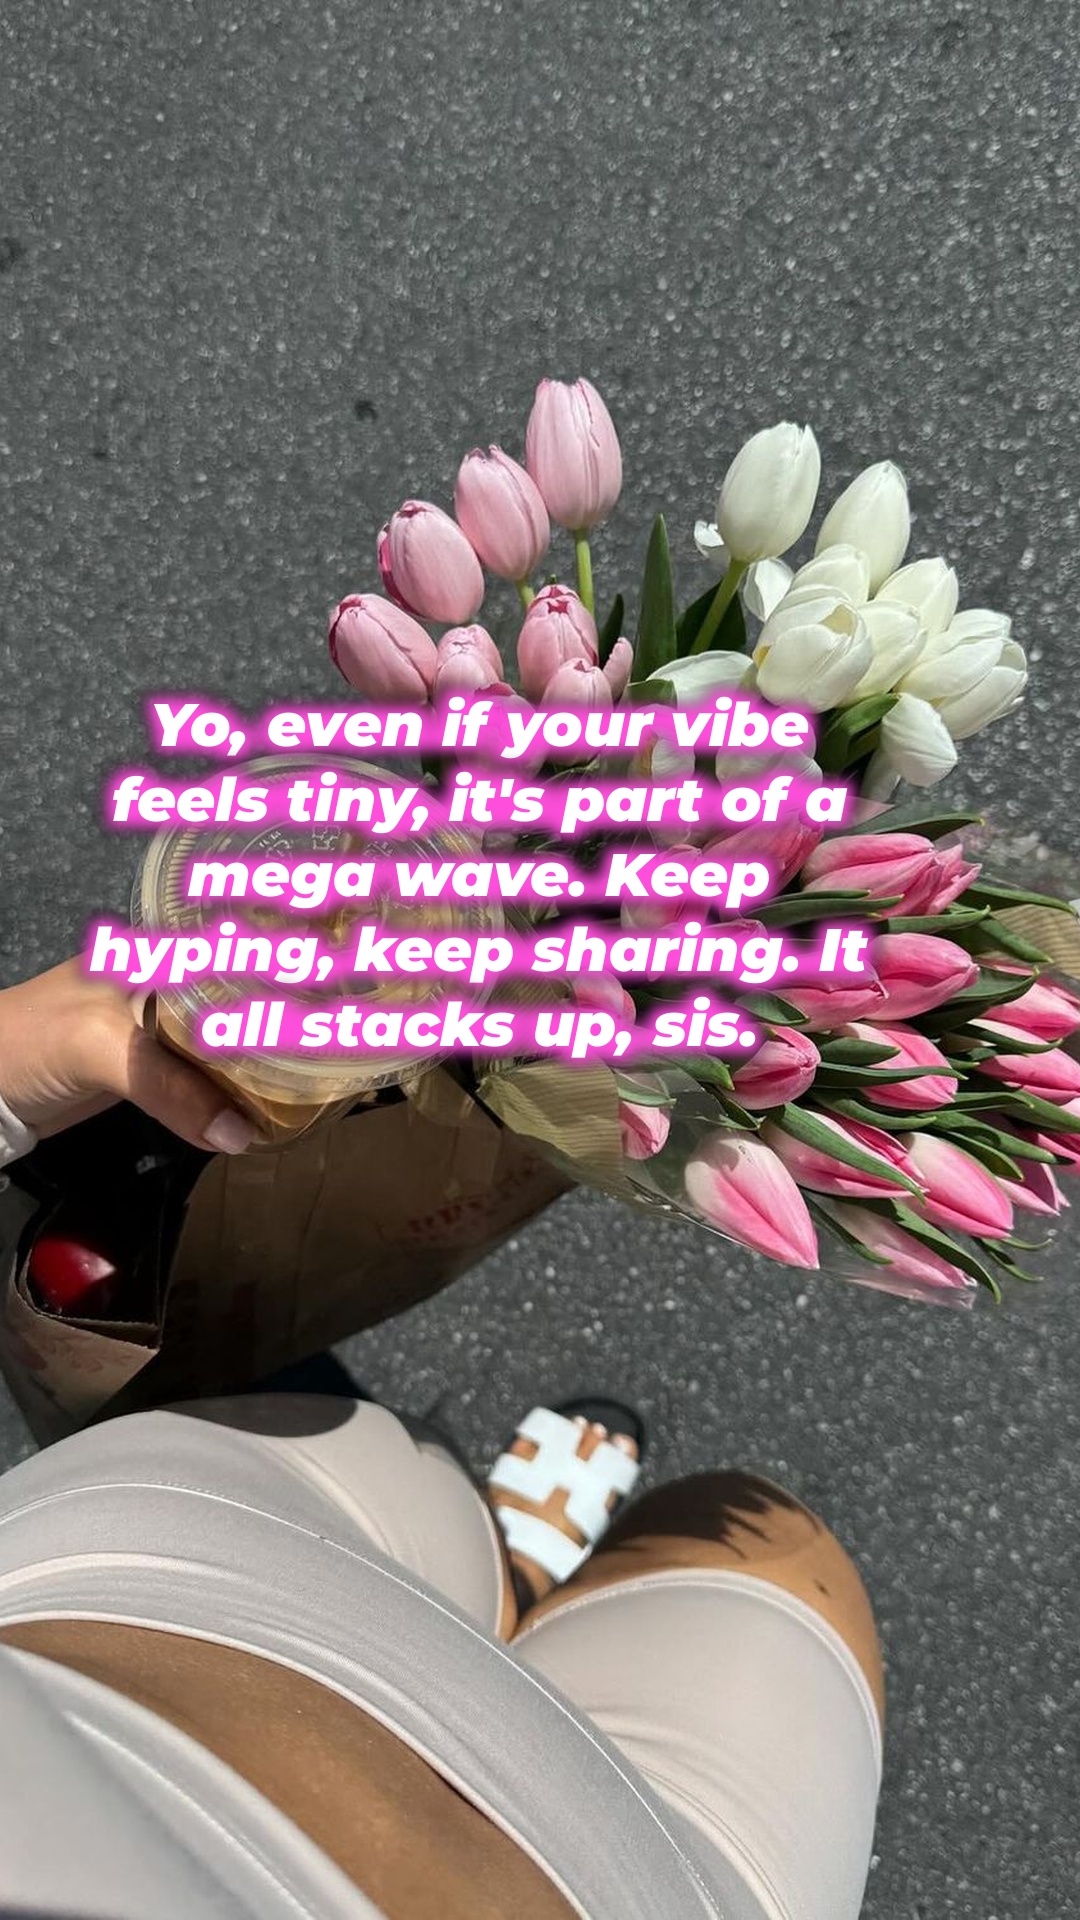 Yo, even if your vibe
feels tiny, it's part of a
mega wave. Keep
hyping, keep sharing. It
all stacks up, sis.